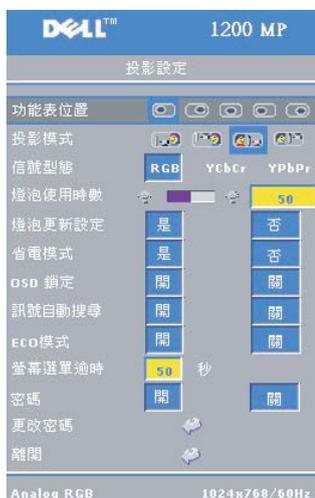 DELL™ 1200 MP
投影設定
功能表位置
投影模式
信號型態 RGB YCbCr YPbPr
燈泡使用時數 50
燈泡更新設定 是 否
省電模式 是 否
OSD 鎖定 開 關
訊號自動搜尋 開 關
ECO模式 開 關
螢幕選單逾時 50 秒
密碼 開 關
更改密碼
離開
Analog RGB 1024x768/60Hz